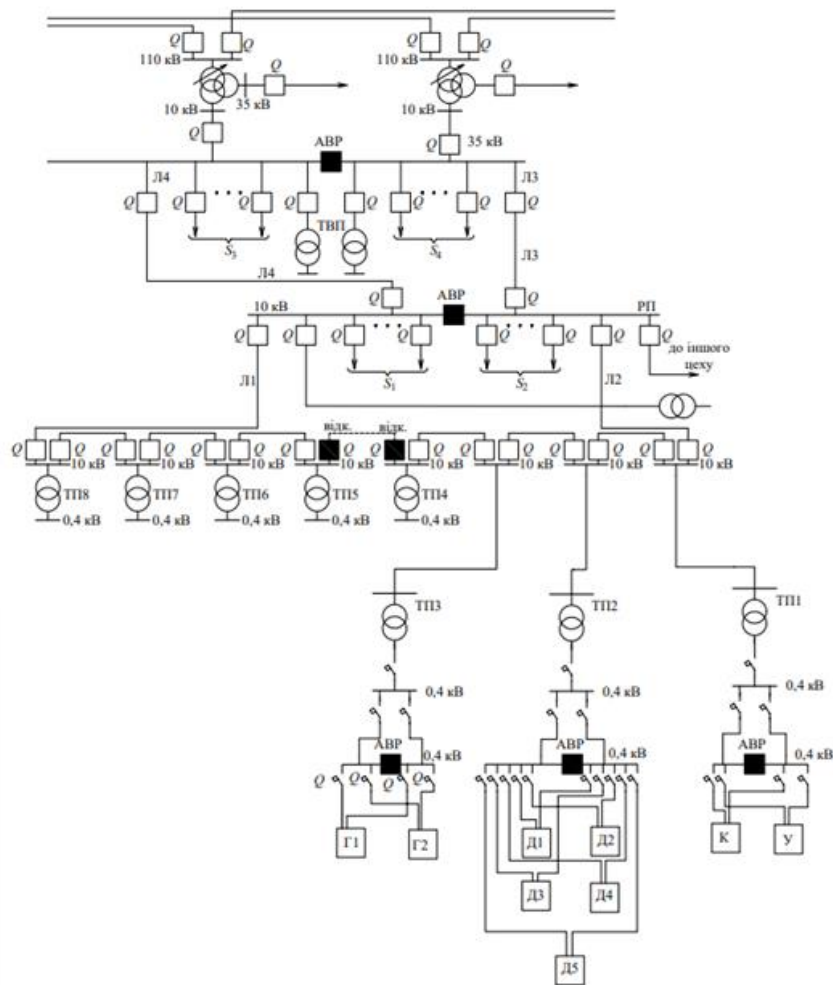 Q Q Q Q
110 кВ 110 кВ
Q Q
35 кВ
10 кВ 10 кВ
Q Q 35 кВ
АВР
Л4 Л3
Q Q Q Q Q Q Q Q
ТВП
S3 S4
Л3
Л4
Q АВР Q
10 кВ РП
Q Q Q Q Q Q Q Q
до іншого
цеху
S1 S2
Л1 Л2
відк. відк.
Q Q Q Q Q Q Q Q Q Q Q Q Q Q Q Q
10 кВ 10 кВ 10 кВ 10 кВ 10 кВ 10 кВ 10 кВ 10 кВ
ТП8 ТП7 ТП6 ТП5 ТП4
0,4 кВ 0,4 кВ 0,4 кВ 0,4 кВ 0,4 кВ
ТП3 ТП2 ТП1
0,4 кВ 0,4 кВ 0,4 кВ
АВР АВР АВР
0,4 кВ 0,4 кВ 0,4 кВ
Q Q Q Q
Г1 Г2 Д1 Д2 К У
Д3 Д4
Д5